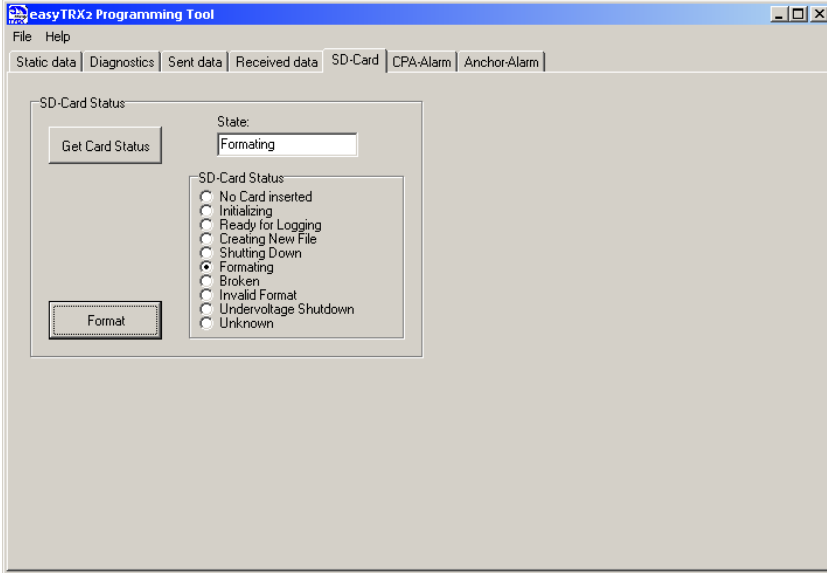 easyTRX2 Programming Tool
File Help
Static data Diagnostics Sent data Received data SD-Card CPA-Alarm Anchor-Alarm
SD-Card Status
Get Card Status
State:
Formating
SD-Card Status
No Card inserted
Initializing
Ready for Logging
Creating New File
Shutting Down
Formating
Broken
Invalid Format
Undervoltage Shutdown
Unknown
Format